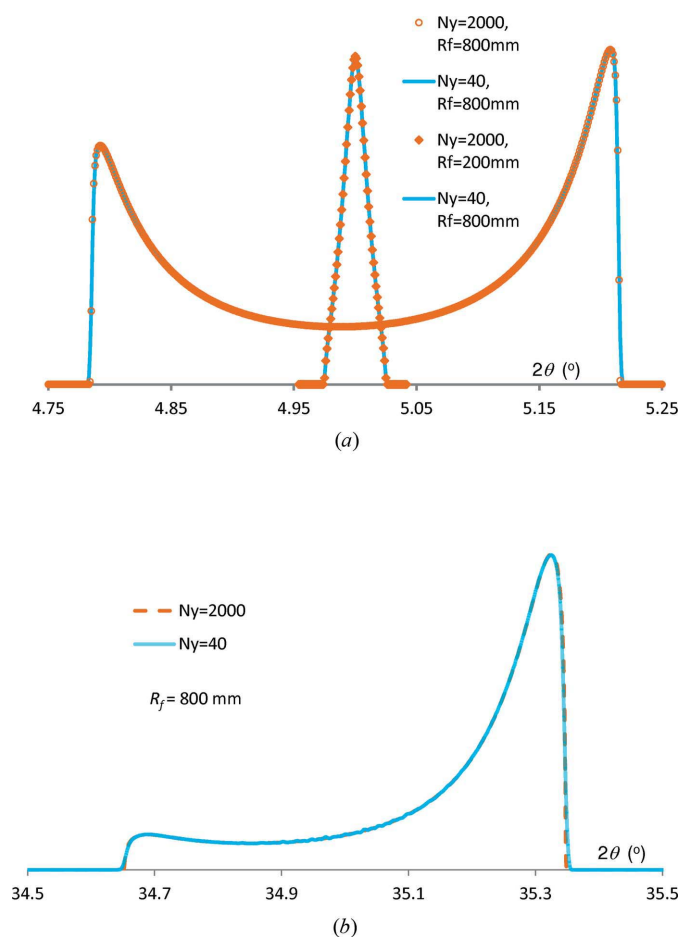 Ny=2000,
Rf=800mm
Ny=40,
Rf=800mm
Ny=2000,
Rf=200mm
Ny=40,
Rf=800mm
2θ (°)
4.75 4.85 4.95 5.05 5.15 5.25
(a)
Ny=2000
Ny=40
Rf = 800 mm
2θ (°)
34.5 34.7 34.9 35.1 35.3 35.5
(b)